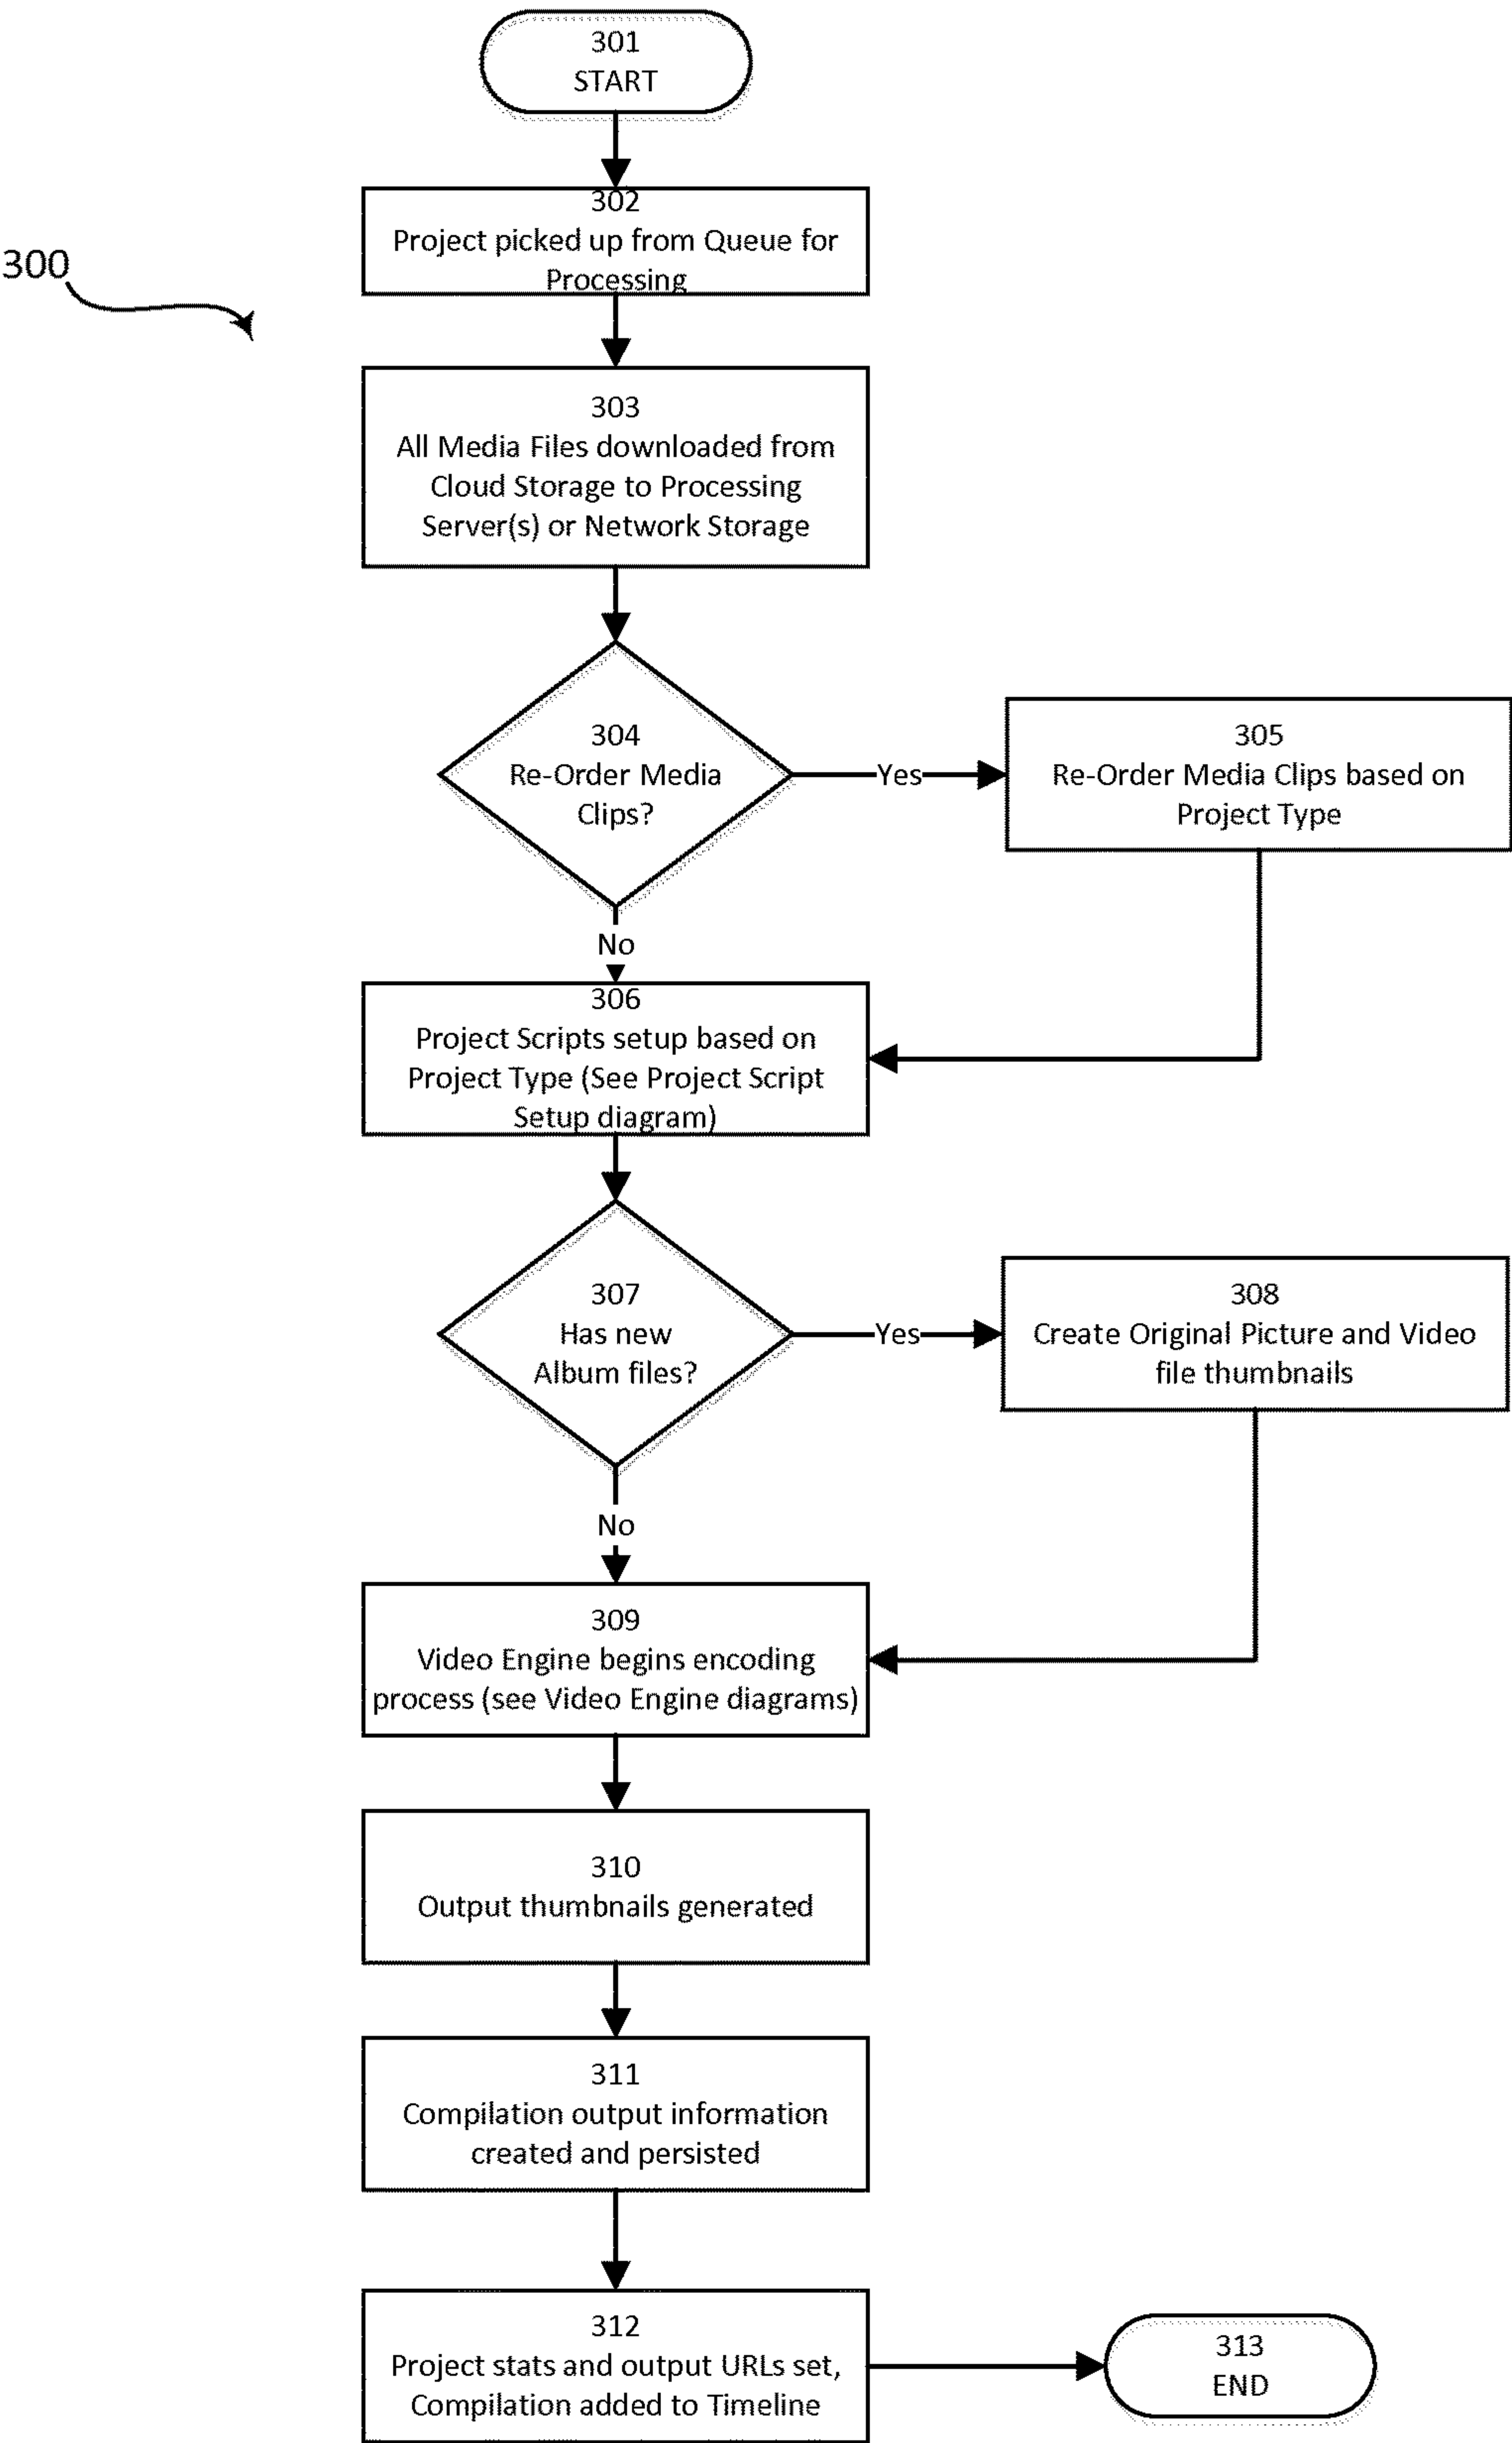 301
START
302
Project picked up from Queue for
Processing
300
303
All Media Files downloaded from
Cloud Storage to Processing
Server(s) or Network Storage
304
Re-Order Media
Clips?
Yes
305
Re-Order Media Clips based on
Project Type
No
306
Project Scripts setup based on
Project Type (See Project Script
Setup diagram)
307
Has new
Album files?
Yes
308
Create Original Picture and Video
file thumbnails
No
309
Video Engine begins encoding
process (see Video Engine diagrams)
310
Output thumbnails generated
311
Compilation output information
created and persisted
312
Project stats and output URLs set,
Compilation added to Timeline
313
END